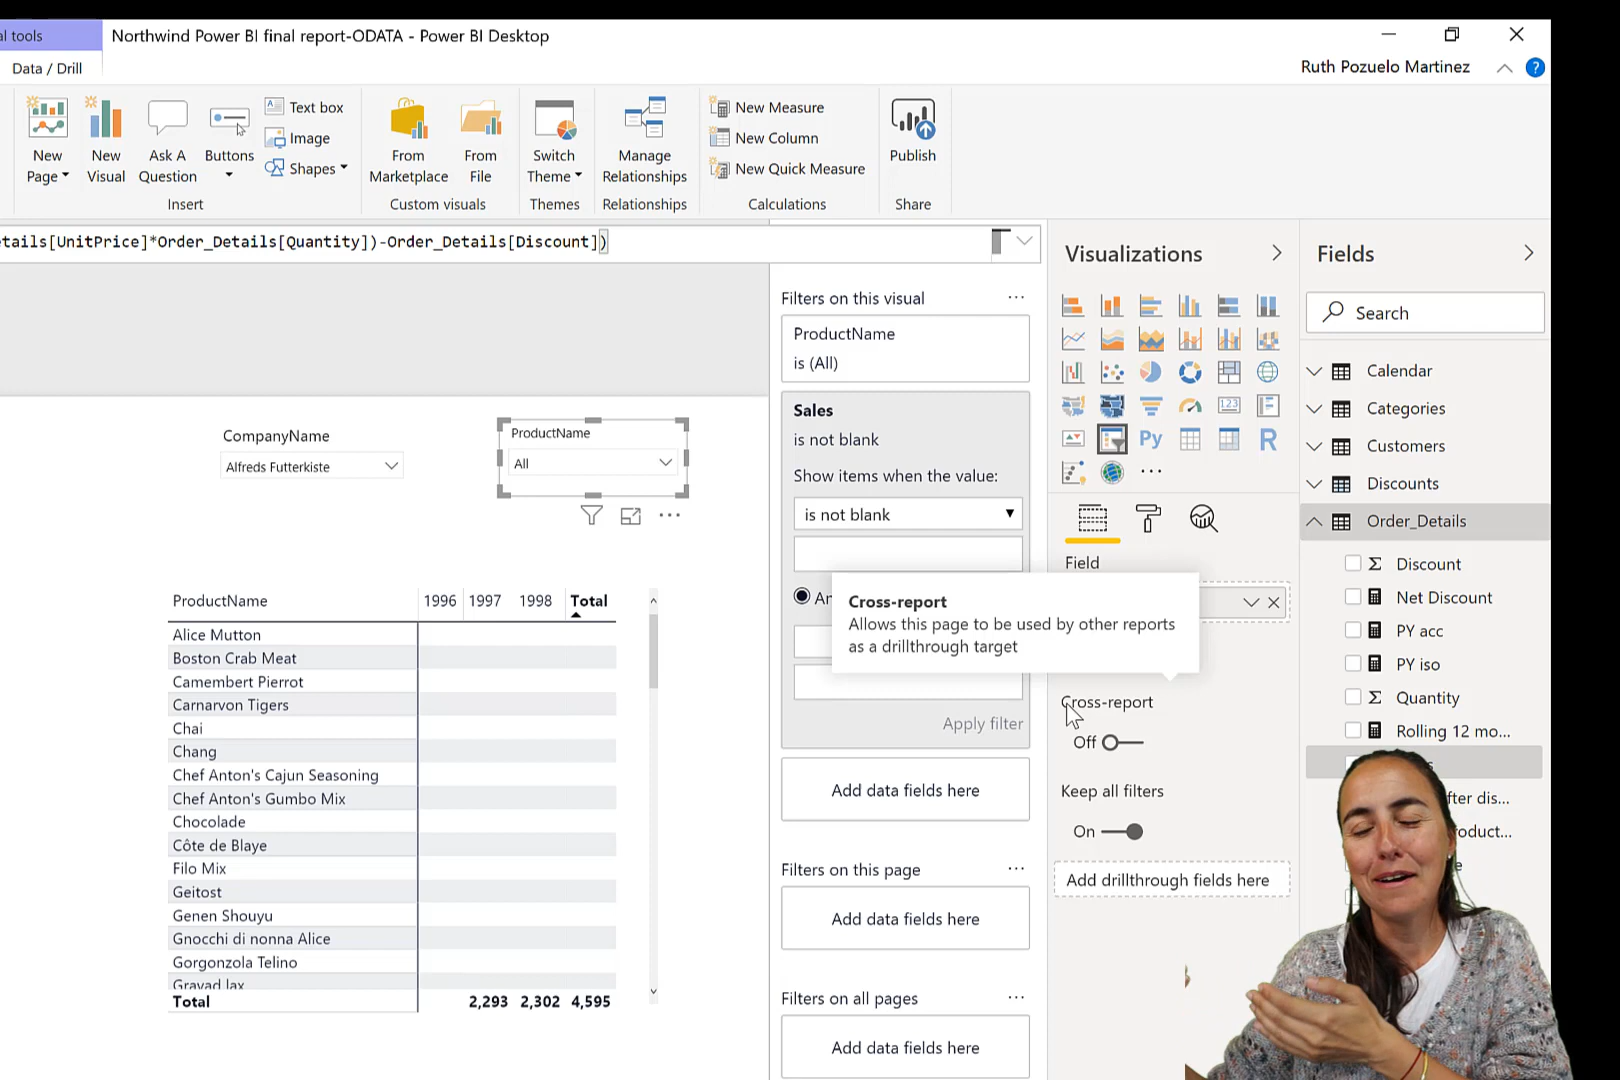 al tools
Northwind Power BI final report-ODATA - Power BI Desktop
Data / Drill
Ruth Pozuelo Martinez
?
New Page
New Visual
Ask A Question
Buttons
Text box
Image
Shapes
From Marketplace
From File
Switch Theme
Manage Relationships
New Measure
New Column
New Quick Measure
Publish
Insert
Custom visuals
Themes
Relationships
Calculations
Share
etails[UnitPrice]*Order_Details[Quantity])-Order_Details[Discount])
CompanyName
Alfreds Futterkiste
ProductName
All
ProductName 1996 1997 1998 Total
Alice Mutton
Boston Crab Meat
Camembert Pierrot
Carnarvon Tigers
Chai
Chang
Chef Anton's Cajun Seasoning
Chef Anton's Gumbo Mix
Chocolade
Côte de Blaye
Filo Mix
Geitost
Genen Shouyu
Gnocchi di nonna Alice
Gorgonzola Telino
Gravad lax
Total 2,293 2,302 4,595
Filters on this visual ...
ProductName
is (All)
Sales
is not blank
Show items when the value:
is not blank
An
Apply filter
Add data fields here
Filters on this page ...
Add data fields here
Filters on all pages ...
Add data fields here
Cross-report
Allows this page to be used by other reports
as a drillthrough target
Visualizations
123
Py
R
...
Field
Cross-report
Off
Keep all filters
On
Add drillthrough fields here
Fields
Search
Calendar
Categories
Customers
Discounts
Order_Details
Σ Discount
Net Discount
PY acc
PY iso
Σ Quantity
Rolling 12 mo...
fter dis...
oduct...